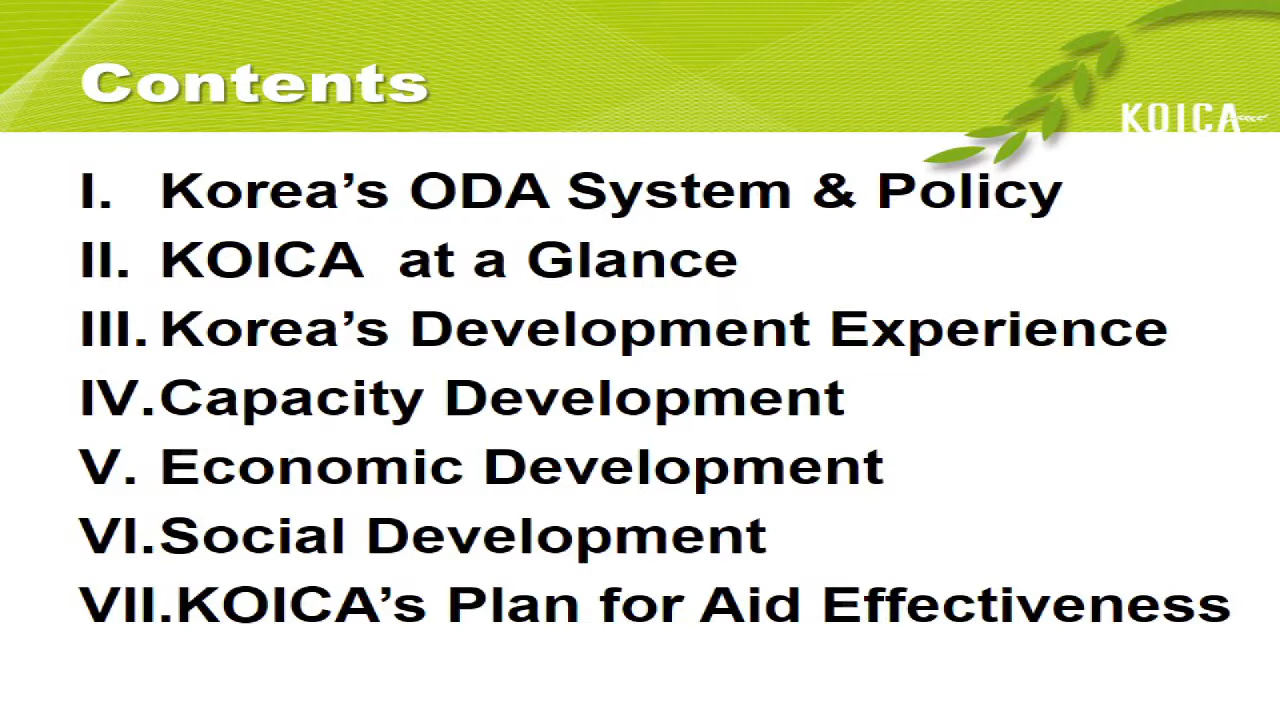 Contents
KOICA
I. Korea’s ODA System & Policy
II. KOICA at a Glance
III. Korea’s Development Experience
IV. Capacity Development
V. Economic Development
VI. Social Development
VII. KOICA’s Plan for Aid Effectiveness